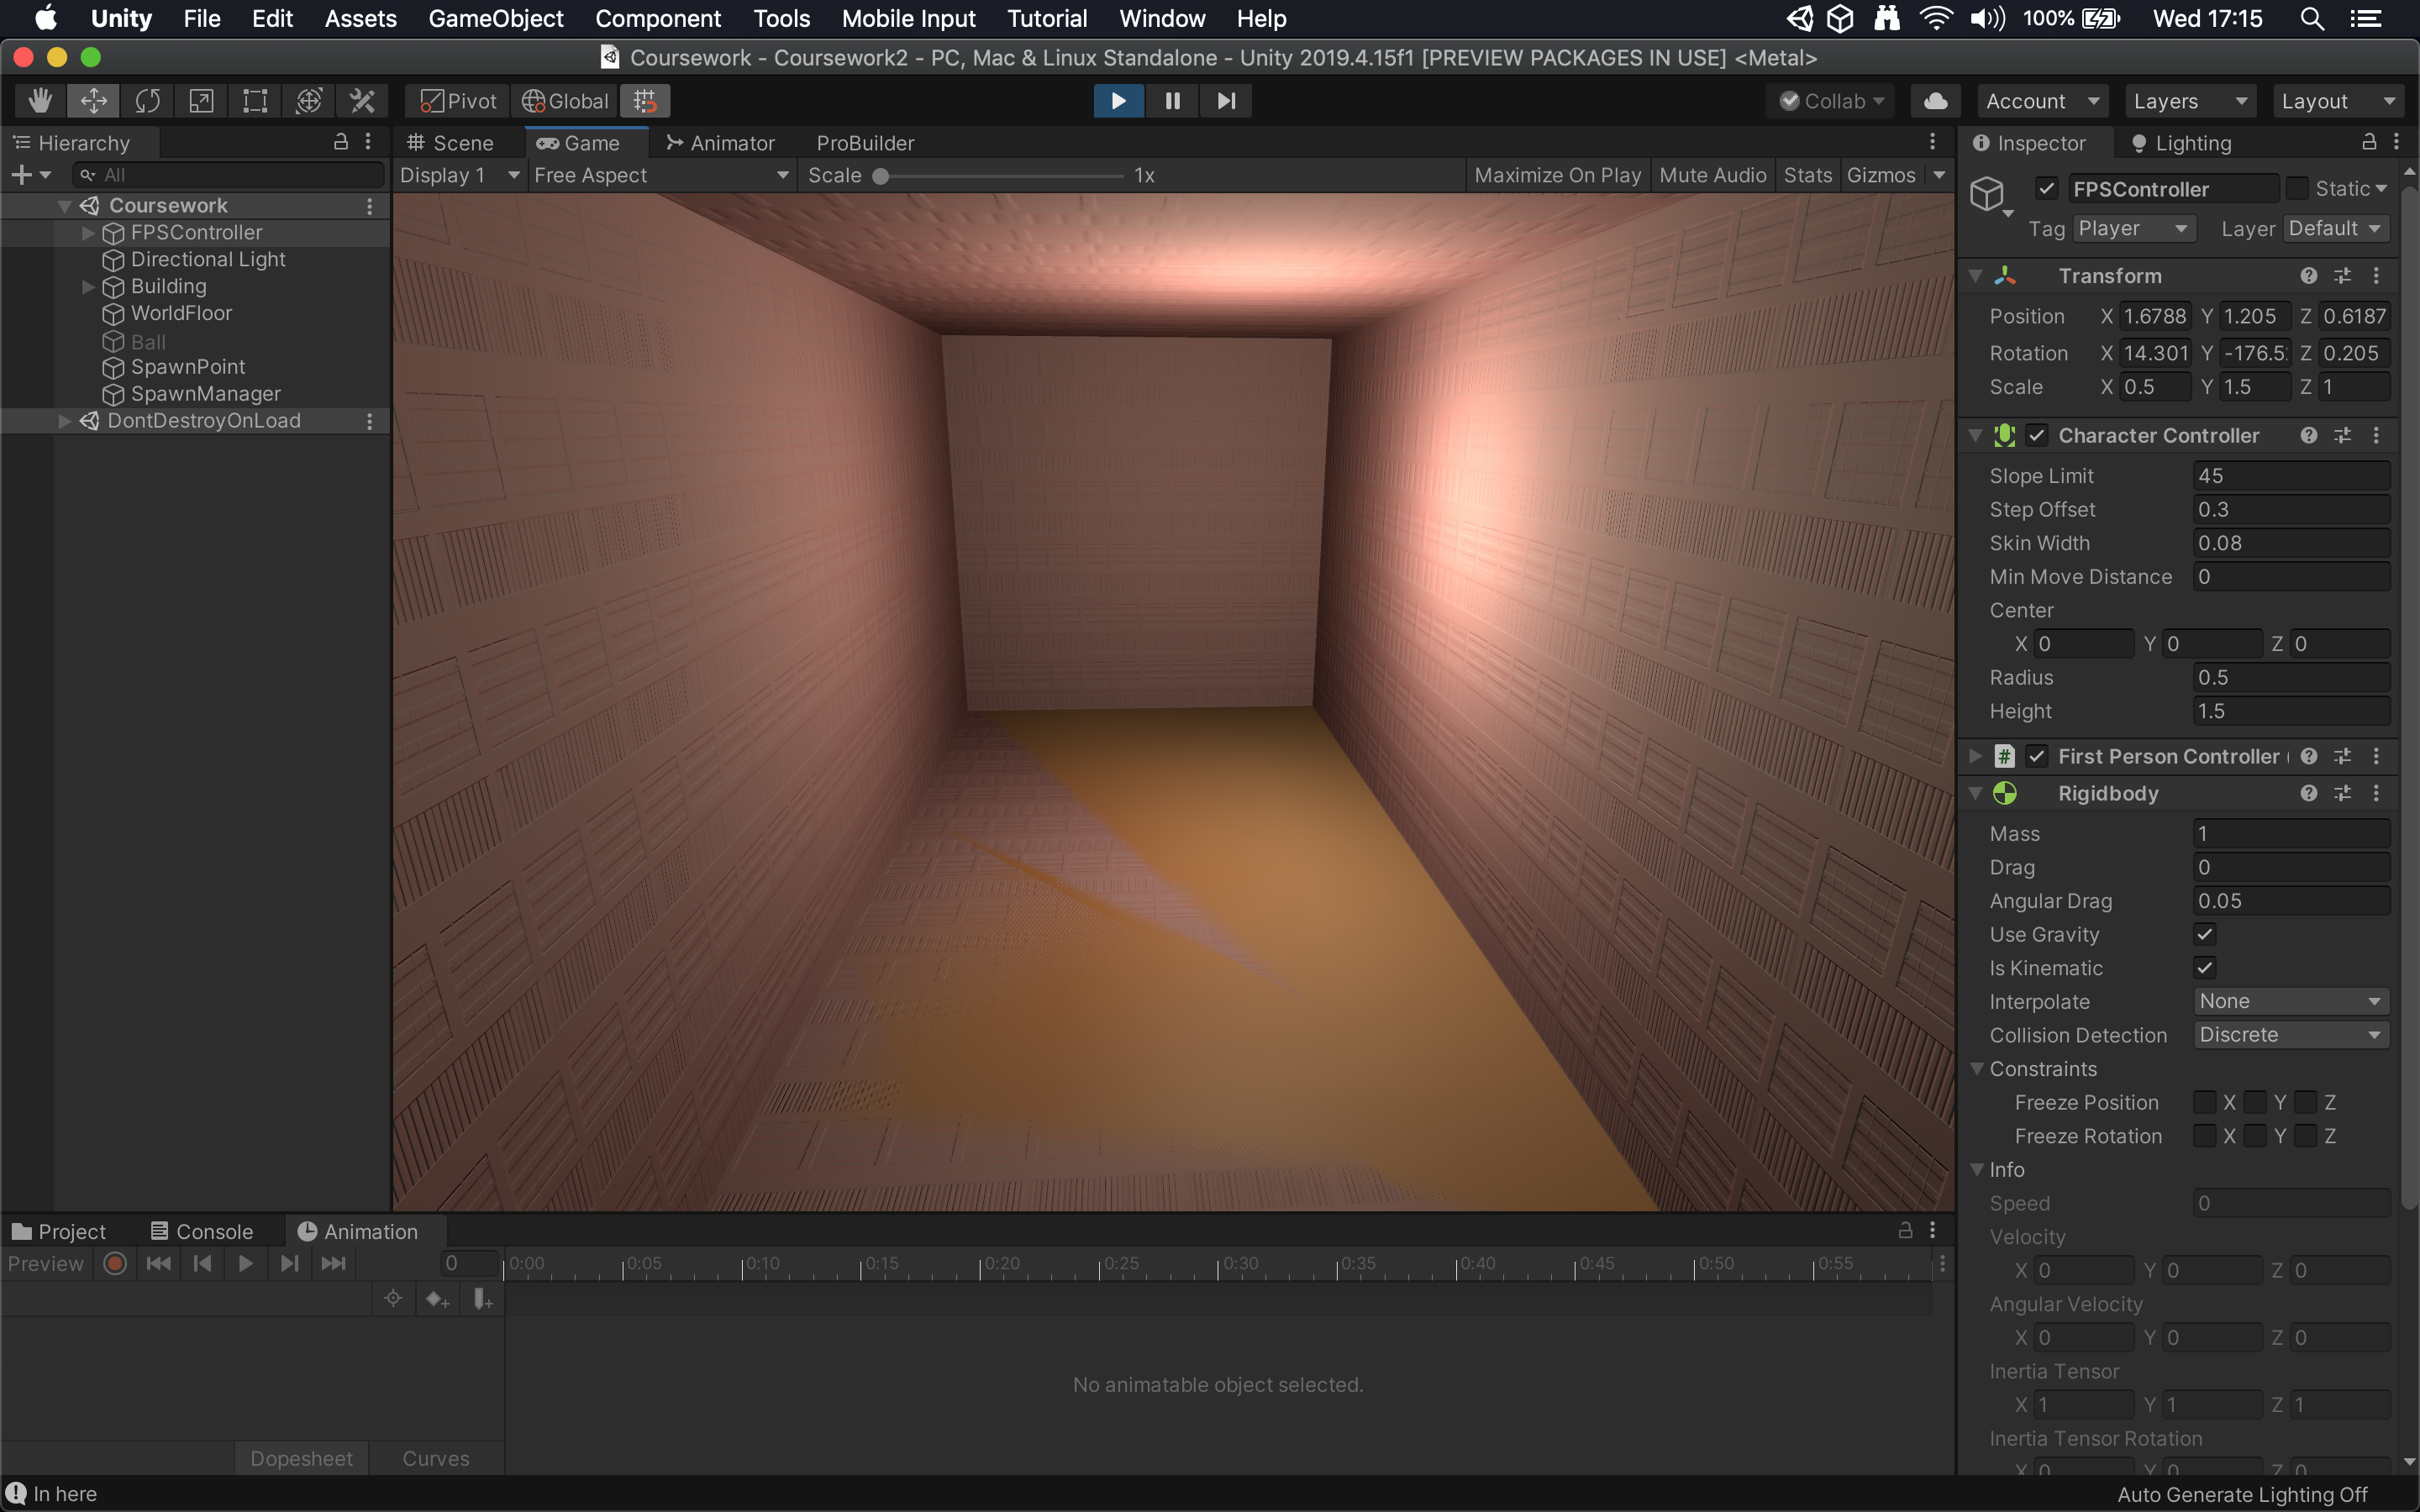 Unity File Edit Assets GameObject Component Tools Mobile Input Tutorial Window Help 100% Wed 17:15
Coursework - Coursework2 - PC, Mac & Linux Standalone - Unity 2019.4.15f1 [PREVIEW PACKAGES IN USE] <Metal>
Pivot Global Collab Account Layers Layout
Hierarchy Scene Game Animator ProBuilder Inspector Lighting
All Display 1 Free Aspect Scale 1x Maximize On Play Mute Audio Stats Gizmos
Coursework
FPSController
Directional Light
Building
WorldFloor
Ball
SpawnPoint
SpawnManager
DontDestroyOnLoad
FPSController Static
Tag Player Layer Default
Transform
Position X 1.6788 Y 1.205 Z 0.6187
Rotation X 14.301 Y -176.5 Z 0.205
Scale X 0.5 Y 1.5 Z 1
Character Controller
Slope Limit 45
Step Offset 0.3
Skin Width 0.08
Min Move Distance 0
Center
X 0 Y 0 Z 0
Radius 0.5
Height 1.5
# First Person Controller (
Rigidbody
Mass 1
Drag 0
Angular Drag 0.05
Use Gravity
Is Kinematic
Interpolate None
Collision Detection Discrete
Constraints
Freeze Position X Y Z
Freeze Rotation X Y Z
Info
Speed 0
Velocity
X 0 Y 0 Z 0
Angular Velocity
X 0 Y 0 Z 0
Inertia Tensor
X 1 Y 1 Z 1
Inertia Tensor Rotation
X 0 Y 0 Z 0
Project Console Animation
Preview 0 0:00 0:05 0:10 0:15 0:20 0:25 0:30 0:35 0:40 0:45 0:50 0:55
No animatable object selected.
Dopesheet Curves
In here Auto Generate Lighting Off